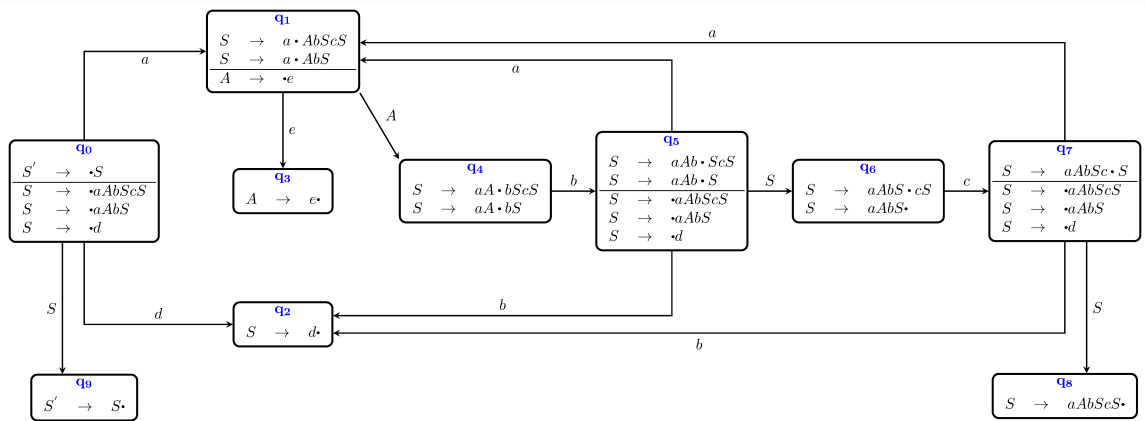 q₁
S → a • AbScS
S → a • AbS
A → •e
a
a
a
e
A
q₀
S′ → •S
S → •aAbScS
S → •aAbS
S → •d
q₃
A → e•
q₄
S → aA • bScS
S → aA • bS
b
q₅
S → aAb • ScS
S → aAb • S
S → •aAbScS
S → •aAbS
S → •d
S
q₆
S → aAbS • cS
S → aAbS•
c
q₇
S → aAbSc • S
S → •aAbScS
S → •aAbS
S → •d
S
d
q₂
S → d•
b
b
S
q₉
S′ → S•
q₈
S → aAbScS•